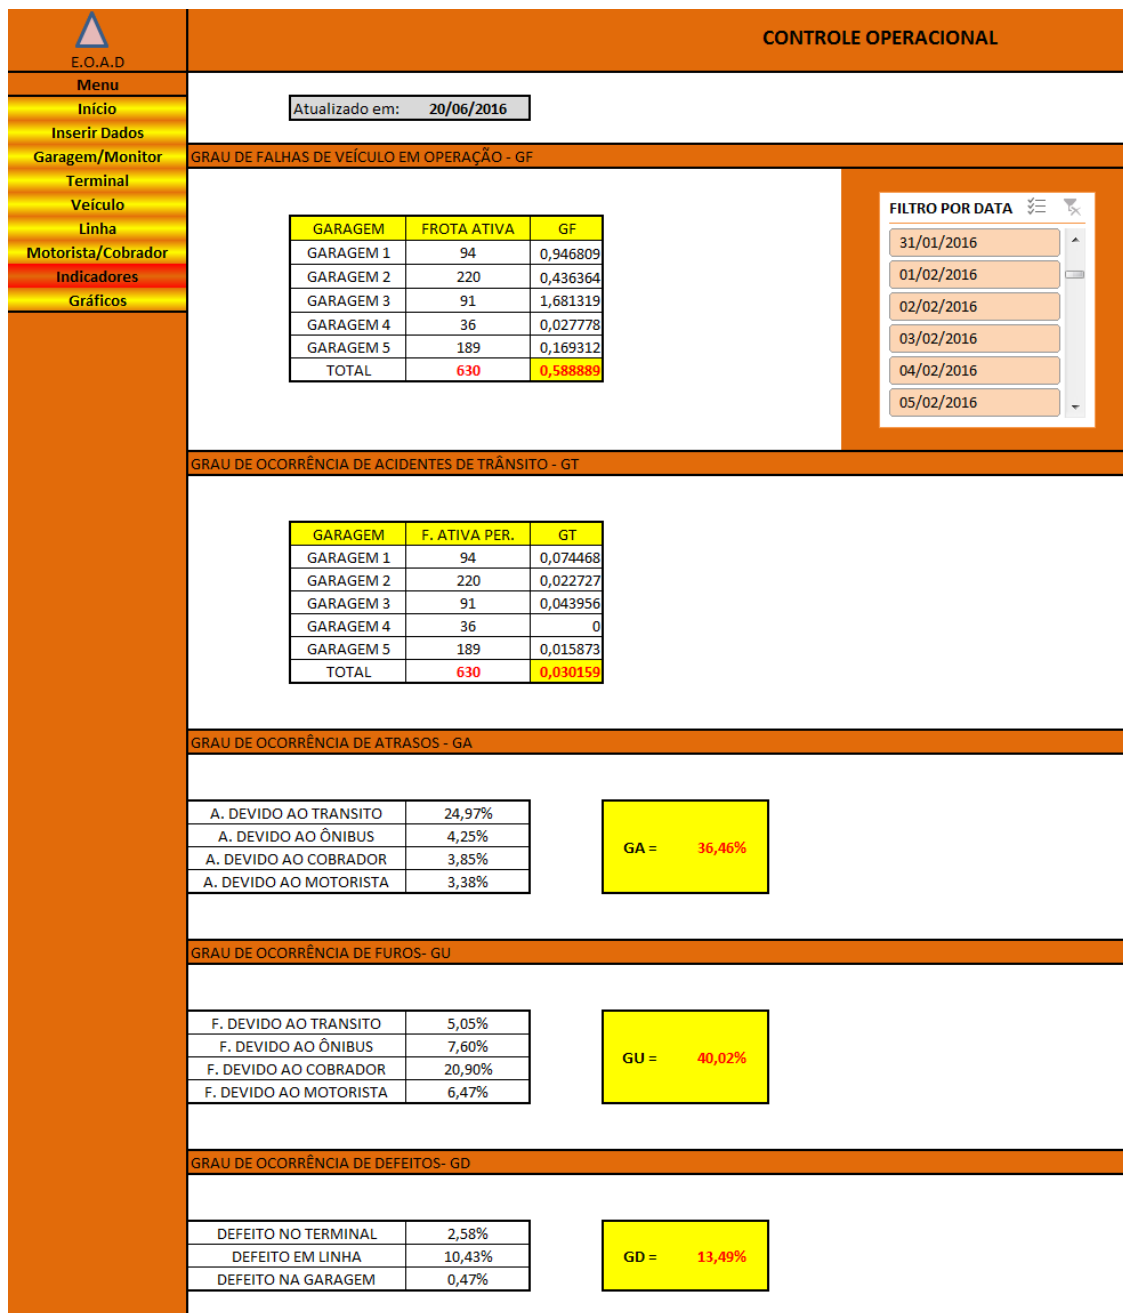 E.O.A.D
CONTROLE OPERACIONAL
Menu
Início
Inserir Dados
Garagem/Monitor
Terminal
Veículo
Linha
Motorista/Cobrador
Indicadores
Gráficos
Atualizado em: 20/06/2016
GRAU DE FALHAS DE VEÍCULO EM OPERAÇÃO - GF
GARAGEM FROTA ATIVA GF
GARAGEM 1 94 0,946809
GARAGEM 2 220 0,436364
GARAGEM 3 91 1,681319
GARAGEM 4 36 0,027778
GARAGEM 5 189 0,169312
TOTAL 630 0,588889
FILTRO POR DATA
31/01/2016
01/02/2016
02/02/2016
03/02/2016
04/02/2016
05/02/2016
GRAU DE OCORRÊNCIA DE ACIDENTES DE TRÂNSITO - GT
GARAGEM F. ATIVA PER. GT
GARAGEM 1 94 0,074468
GARAGEM 2 220 0,022727
GARAGEM 3 91 0,043956
GARAGEM 4 36 0
GARAGEM 5 189 0,015873
TOTAL 630 0,030159
GRAU DE OCORRÊNCIA DE ATRASOS - GA
A. DEVIDO AO TRANSITO 24,97%
A. DEVIDO AO ÔNIBUS 4,25%
A. DEVIDO AO COBRADOR 3,85%
A. DEVIDO AO MOTORISTA 3,38%
GA = 36,46%
GRAU DE OCORRÊNCIA DE FUROS- GU
F. DEVIDO AO TRANSITO 5,05%
F. DEVIDO AO ÔNIBUS 7,60%
F. DEVIDO AO COBRADOR 20,90%
F. DEVIDO AO MOTORISTA 6,47%
GU = 40,02%
GRAU DE OCORRÊNCIA DE DEFEITOS- GD
DEFEITO NO TERMINAL 2,58%
DEFEITO EM LINHA 10,43%
DEFEITO NA GARAGEM 0,47%
GD = 13,49%